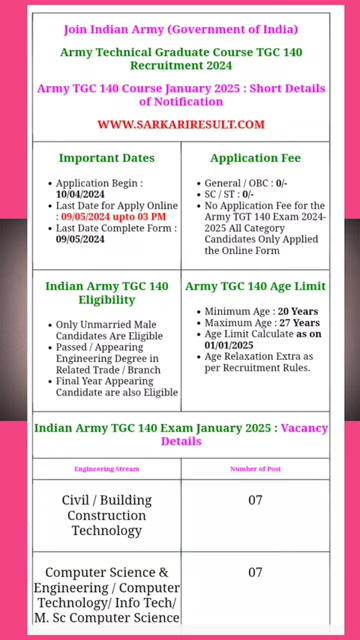 Join Indian Army (Government of India)
Army Technical Graduate Course TGC 140
Recruitment 2024
Army TGC 140 Course January 2025 : Short Details
of Notification
WWW.SARKARIRESULT.COM
Important Dates
• Application Begin :
10/04/2024
• Last Date for Apply Online
: 09/05/2024 upto 03 PM
• Last Date Complete Form :
09/05/2024
Application Fee
• General / OBC : 0/-
• SC / ST : 0/-
• No Application Fee for the
Army TGT 140 Exam 2024-
2025 All Category
Candidates Only Applied
the Online Form
Indian Army TGC 140
Eligibility
• Only Unmarried Male
Candidates Are Eligible
• Passed / Appearing
Engineering Degree in
Related Trade / Branch
• Final Year Appearing
Candidate are also Eligible
Army TGC 140 Age Limit
• Minimum Age : 20 Years
• Maximum Age : 27 Years
• Age Limit Calculate as on
01/01/2025
• Age Relaxation Extra as
per Recruitment Rules.
Indian Army TGC 140 Exam January 2025 : Vacancy
Details
Engineering Stream
Number of Post
Civil / Building
Construction
Technology
07
Computer Science &
Engineering / Computer
Technology/ Info Tech/
M. Sc Computer Science
07